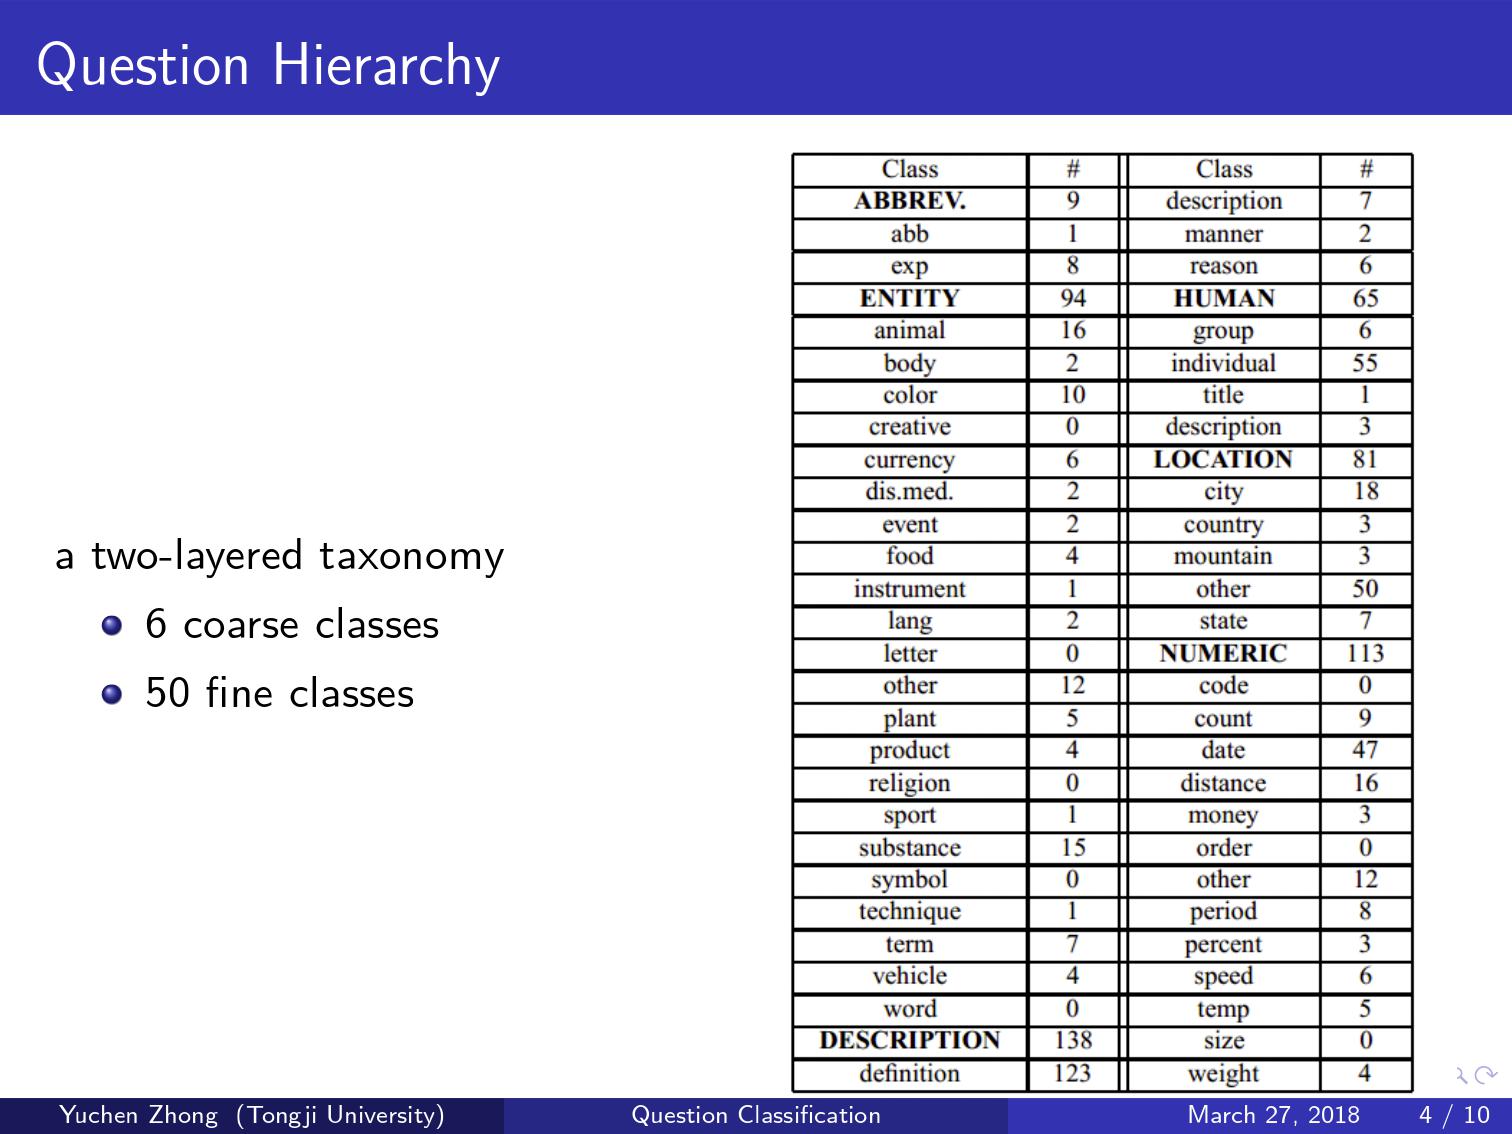 Question Hierarchy
a two-layered taxonomy
6 coarse classes
50 fine classes
Class # Class #
ABBREV. 9 description 7
abb 1 manner 2
exp 8 reason 6
ENTITY 94 HUMAN 65
animal 16 group 6
body 2 individual 55
color 10 title 1
creative 0 description 3
currency 6 LOCATION 81
dis.med. 2 city 18
event 2 country 3
food 4 mountain 3
instrument 1 other 50
lang 2 state 7
letter 0 NUMERIC 113
other 12 code 0
plant 5 count 9
product 4 date 47
religion 0 distance 16
sport 1 money 3
substance 15 order 0
symbol 0 other 12
technique 1 period 8
term 7 percent 3
vehicle 4 speed 6
word 0 temp 5
DESCRIPTION 138 size 0
definition 123 weight 4
Yuchen Zhong (Tongji University) Question Classification March 27, 2018 4 / 10